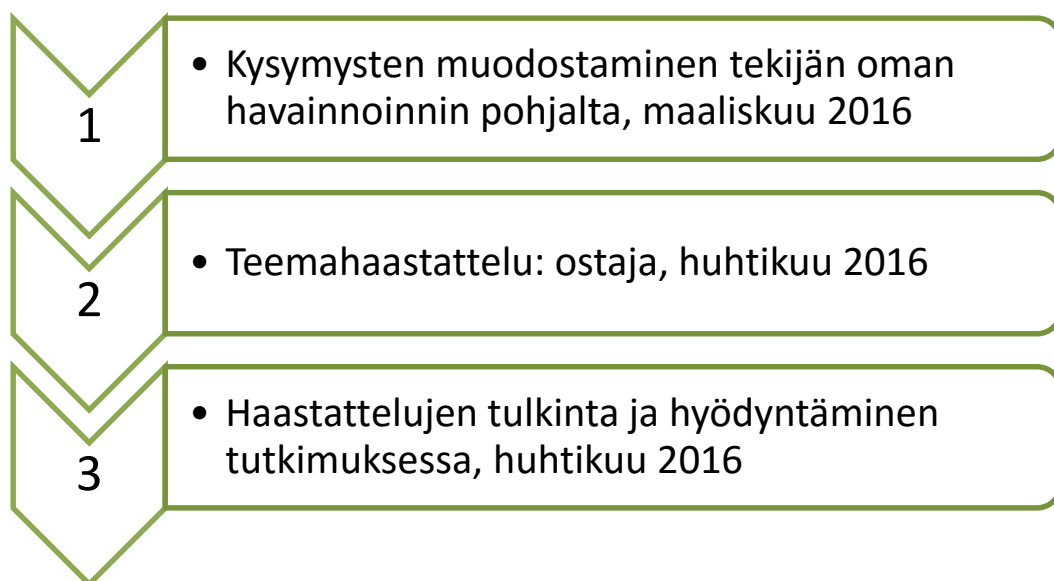 1
• Kysymysten muodostaminen tekijän oman
havainnoinnin pohjalta, maaliskuu 2016
2
• Teemahaastattelu: ostaja, huhtikuu 2016
3
• Haastattelujen tulkinta ja hyödyntäminen
tutkimuksessa, huhtikuu 2016